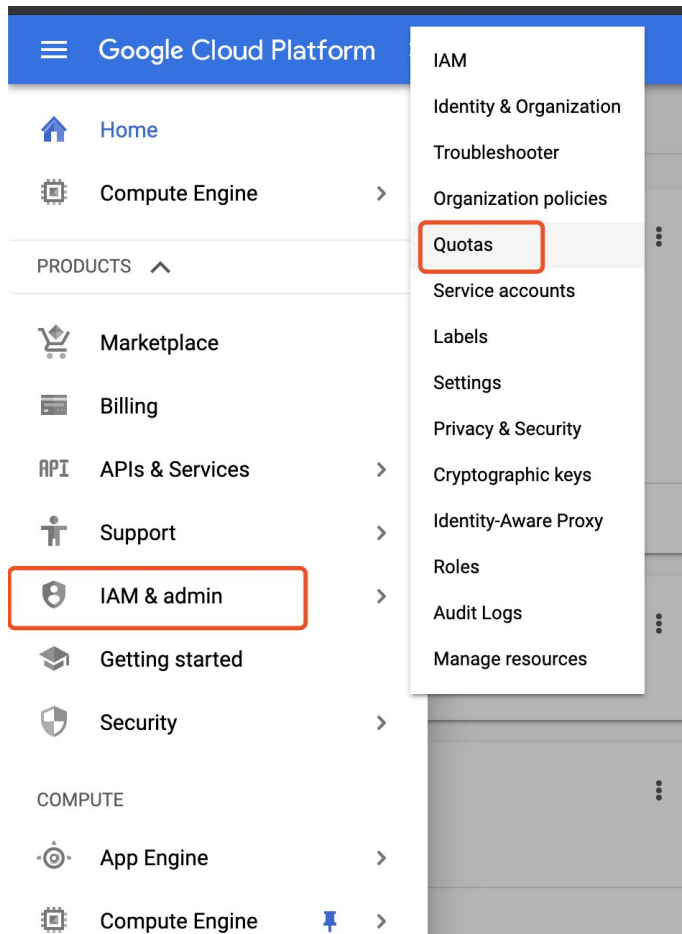 Google Cloud Platform
Home
Compute Engine
PRODUCTS
Marketplace
Billing
API APIs & Services
Support
IAM & admin
Getting started
Security
COMPUTE
App Engine
Compute Engine
IAM
Identity & Organization
Troubleshooter
Organization policies
Quotas
Service accounts
Labels
Settings
Privacy & Security
Cryptographic keys
Identity-Aware Proxy
Roles
Audit Logs
Manage resources